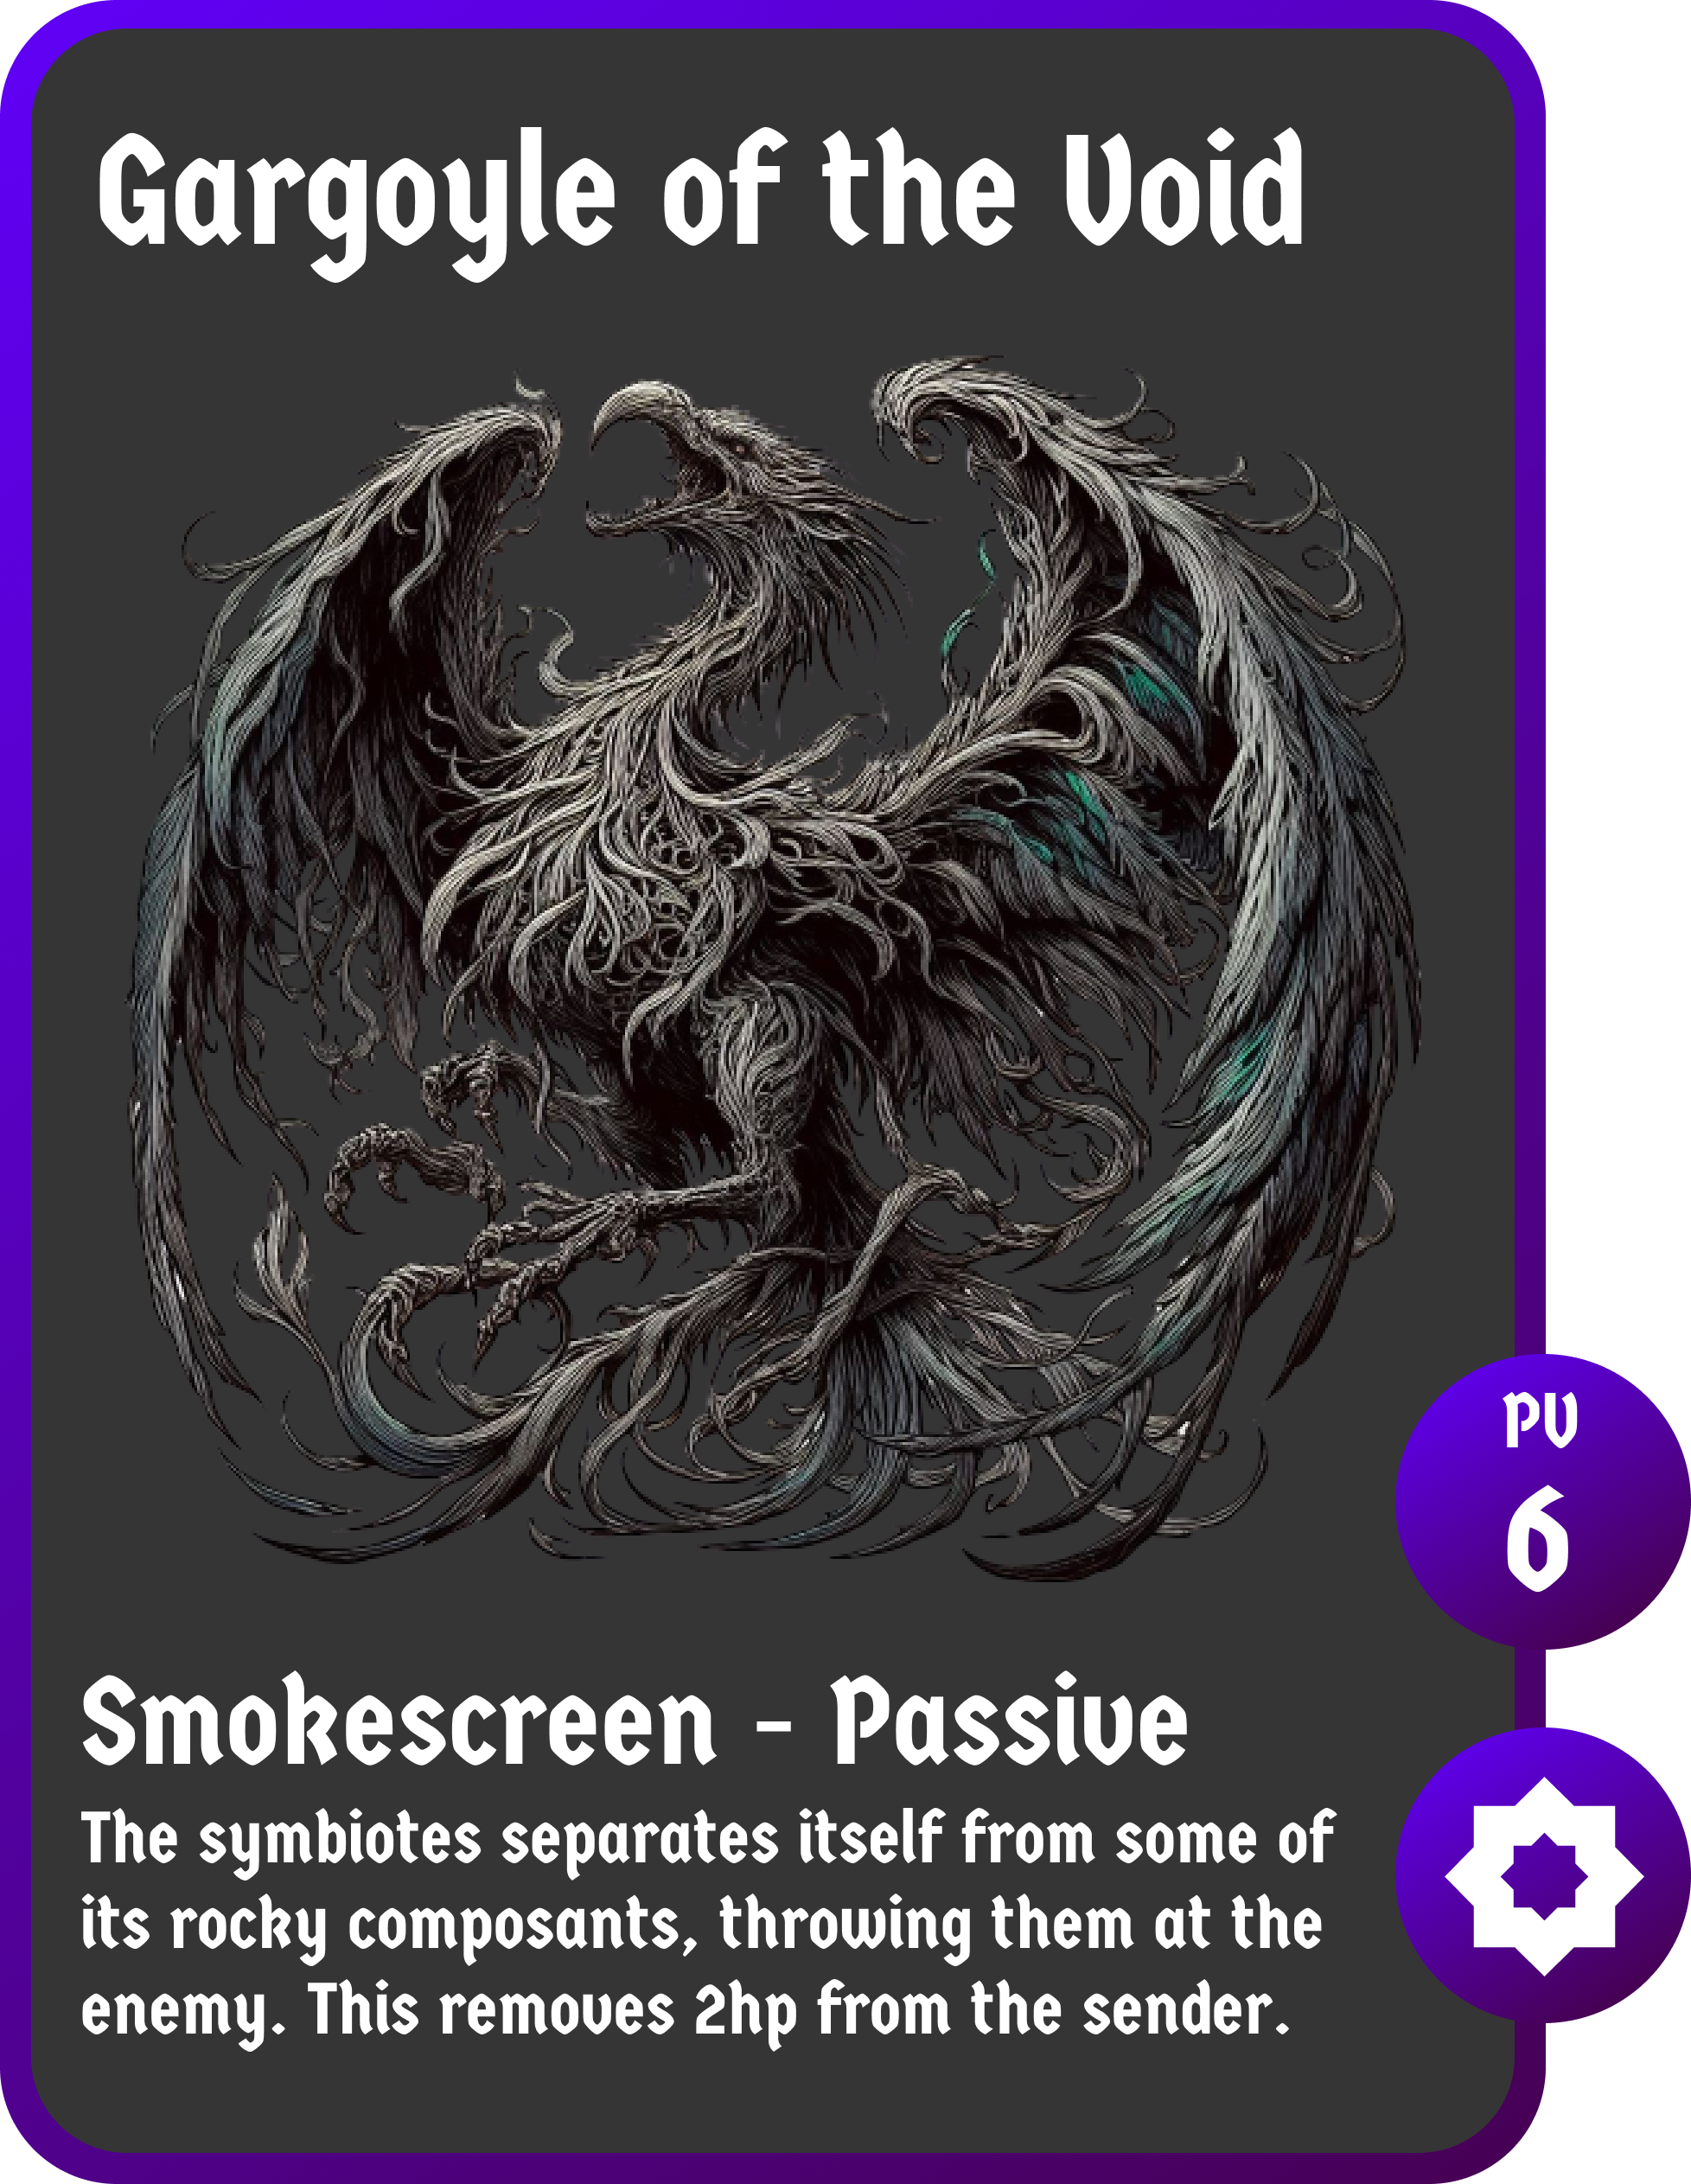 Gargoyle of the Void
PV
6
Smokescreen - Passive
The symbiotes separates itself from some of
its rocky composants, throwing them at the
enemy. This removes 2hp from the sender.